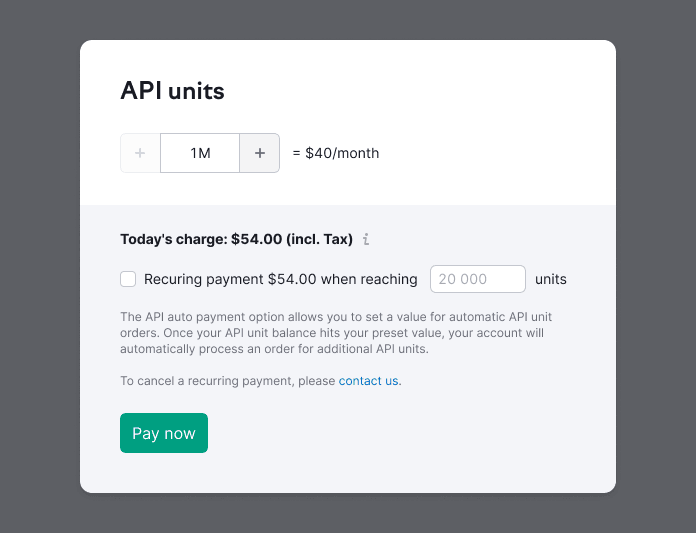 API units
+ 1M + = $40/month
Today's charge: $54.00 (incl. Tax) i
Recuring payment $54.00 when reaching 20 000 units
The API auto payment option allows you to set a value for automatic API unit
orders. Once your API unit balance hits your preset value, your account will
automatically process an order for additional API units.
To cancel a recurring payment, please contact us.
Pay now